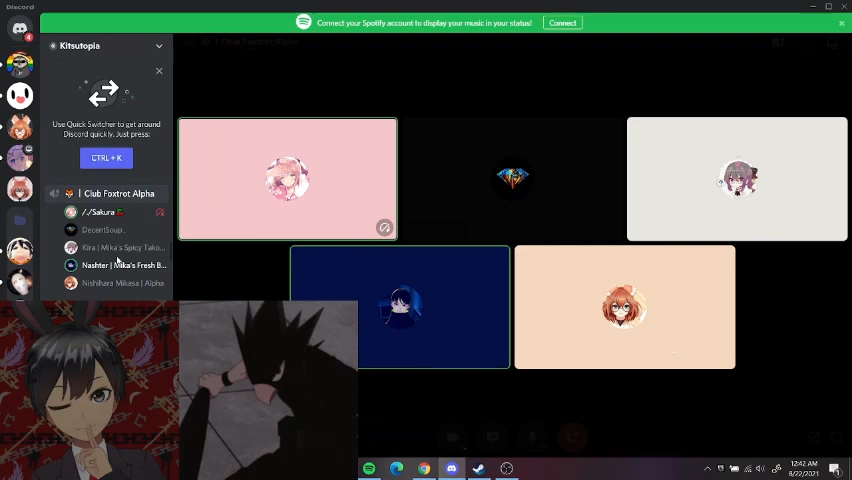 Discord
Connect your Spotify account to display your music in your status!
Connect
Kitsutopia
Use Quick Switcher to get around
Discord quickly. Just press:
CTRL + K
| Club Foxtrot Alpha
/./Sakura
DecentSoup.
Kira | Mika's Spicy Tako...
Nashter | Mika's Fresh B...
Nishihara Mikasa | Alpha
4
12:42 AM
8/22/2021
1